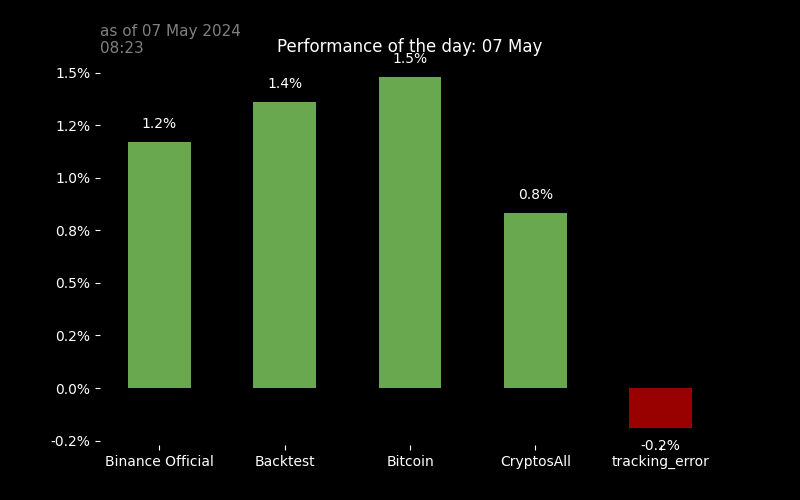 as of 07 May 2024
08:23
Performance of the day: 07 May
1.5%
1.2%
1.0%
0.8%
0.5%
0.2%
0.0%
-0.2%
1.2%
1.4%
1.5%
0.8%
-0.2%
Binance Official
Backtest
Bitcoin
CryptosAll
tracking_error